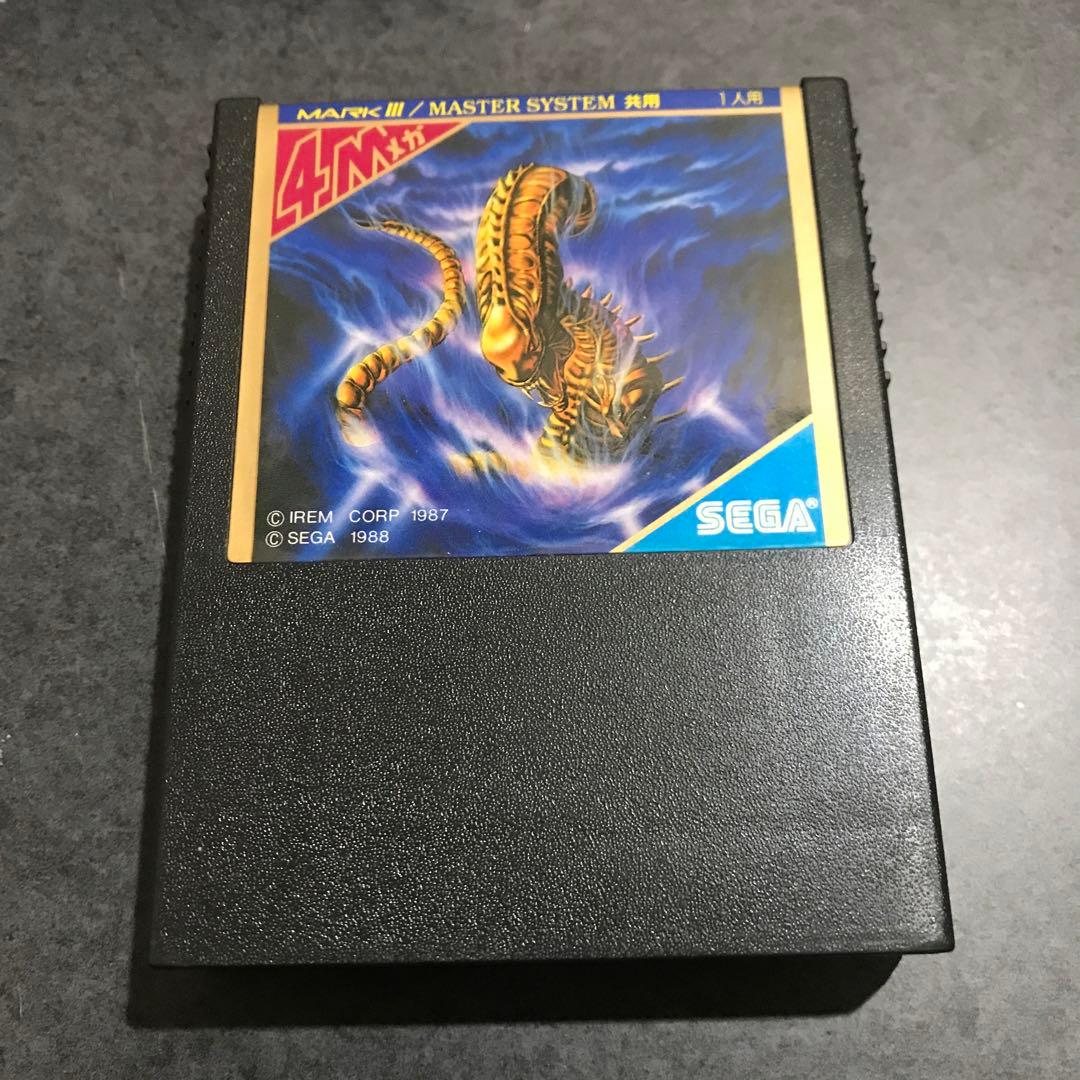 MARK III / MASTER SYSTEM 共用 1人用
4Mメガ
© IREM CORP 1987
© SEGA 1988
SEGA®